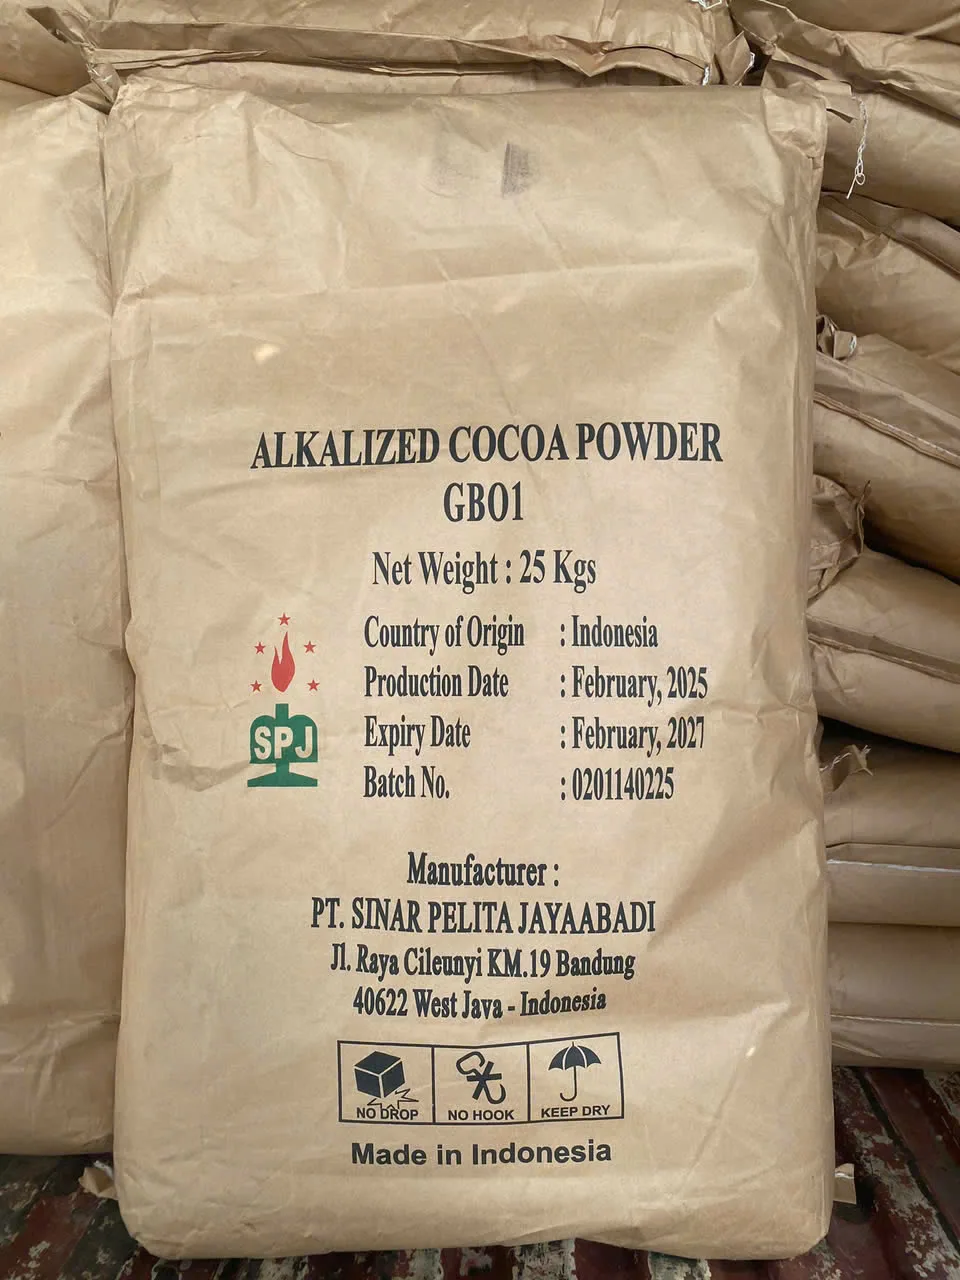 ALKALIZED COCOA POWDER
GBO1
Net Weight : 25 Kgs
Country of Origin : Indonesia
Production Date : February, 2025
Expiry Date : February, 2027
Batch No. : 0201140225
SPJ
Manufacturer :
PT. SINAR PELITA JAYAABADI
Jl. Raya Cileunyi KM.19 Bandung
40622 West Java - Indonesia
NO DROP NO HOOK KEEP DRY
Made in Indonesia